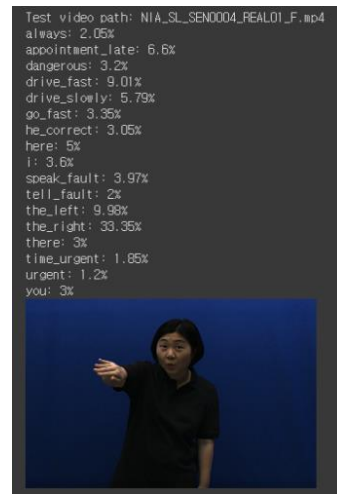 Test video path: NIA_SL_SEN0004_REAL01_F.mp4
always: 2.05%
appointment_late: 6.6%
dangerous: 3.2%
drive_fast: 9.01%
drive_slowly: 5.79%
go_fast: 3.35%
he_correct: 3.05%
here: 5%
i: 3.6%
speak_fault: 3.97%
tell_fault: 2%
the_left: 9.98%
the_right: 33.35%
there: 3%
time_urgent: 1.85%
urgent: 1.2%
you: 3%